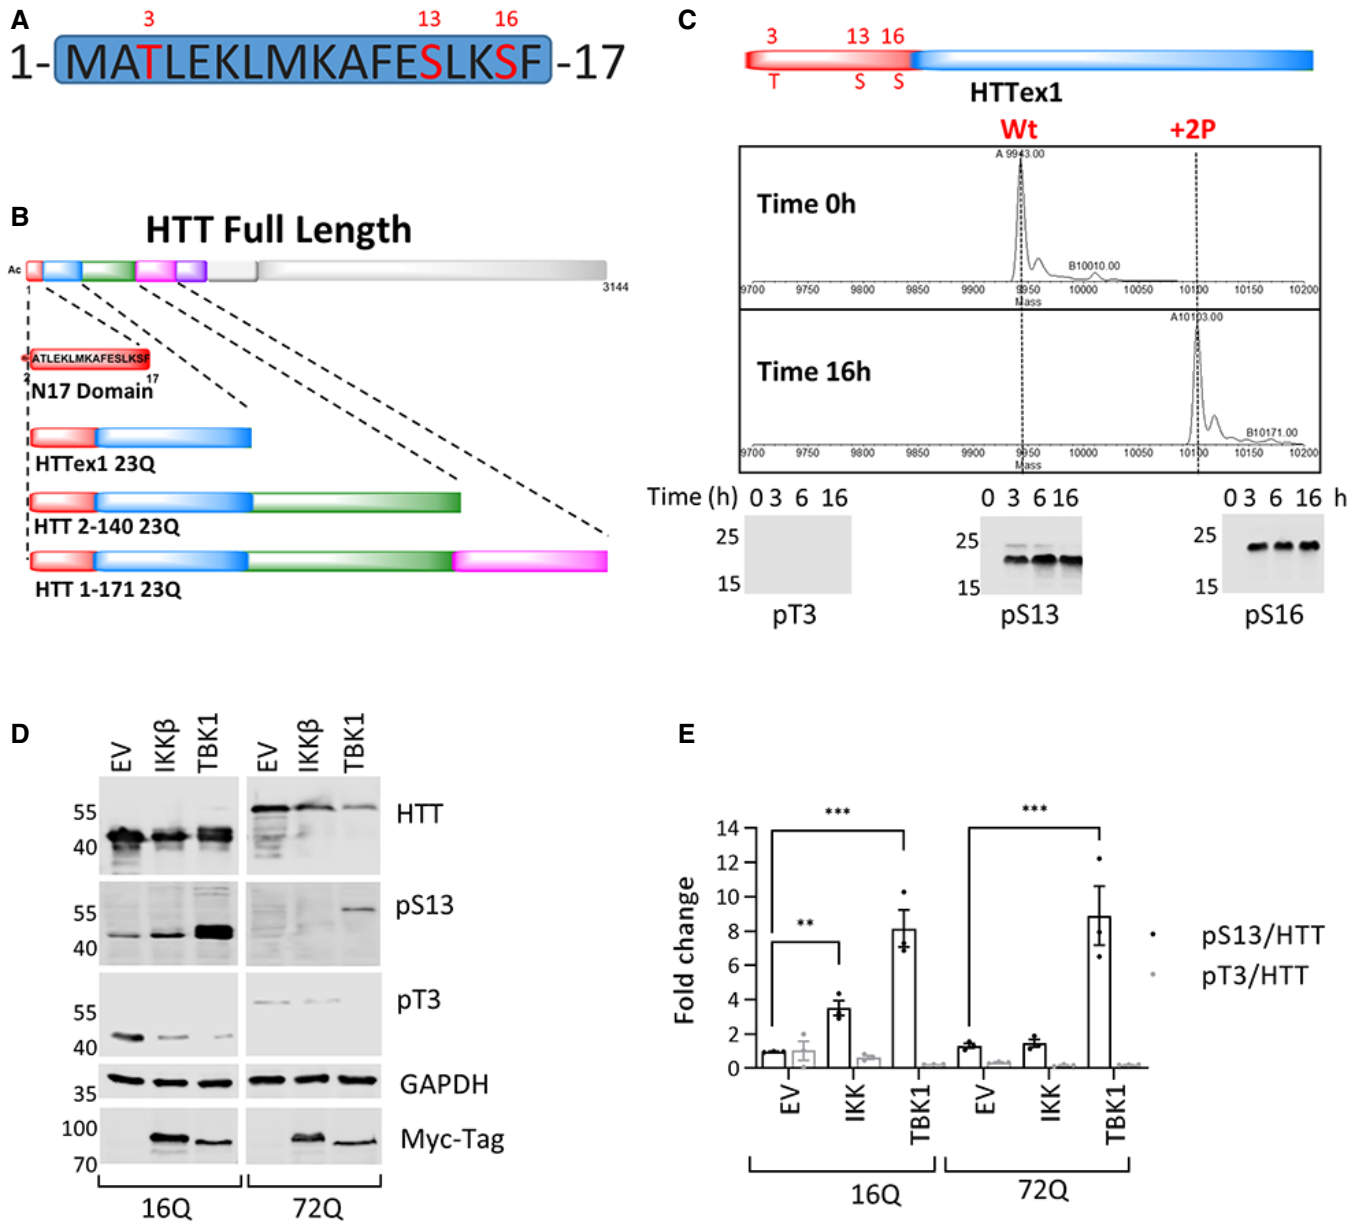 A
3 13 16
1- MATLEKLMKAFESLKSF -17
B
HTT Full Length
Ac
3144
ATLEKLMKAFESLKSF
2 17
N17 Domain
HTTex1 23Q
HTT 2-140 23Q
HTT 1-171 23Q
C
3 13 16
T S S
HTTex1
Wt +2P
A 9943.00
Time 0h
B10010.00
9700 9750 9800 9850 9900 9950 10000 10050 10100 10150 10200
Mass
A10103.00
Time 16h
B10171.00
9700 9750 9800 9850 9900 9950 10000 10050 10100 10150 10200
Mass
Time (h) 0 3 6 16 0 3 6 16 0 3 6 16 h
25 25 25
15 15 15
pT3 pS13 pS16
D
EV IKKβ TBK1 EV IKKβ TBK1
55 HTT
40
55 pS13
40
55 pT3
40
35 GAPDH
100 Myc-Tag
70
16Q 72Q
E
*** ***
**
14
12
10
8
6
4
2
0
Fold change
pS13/HTT
pT3/HTT
EV IKK TBK1 EV IKK TBK1
16Q 72Q